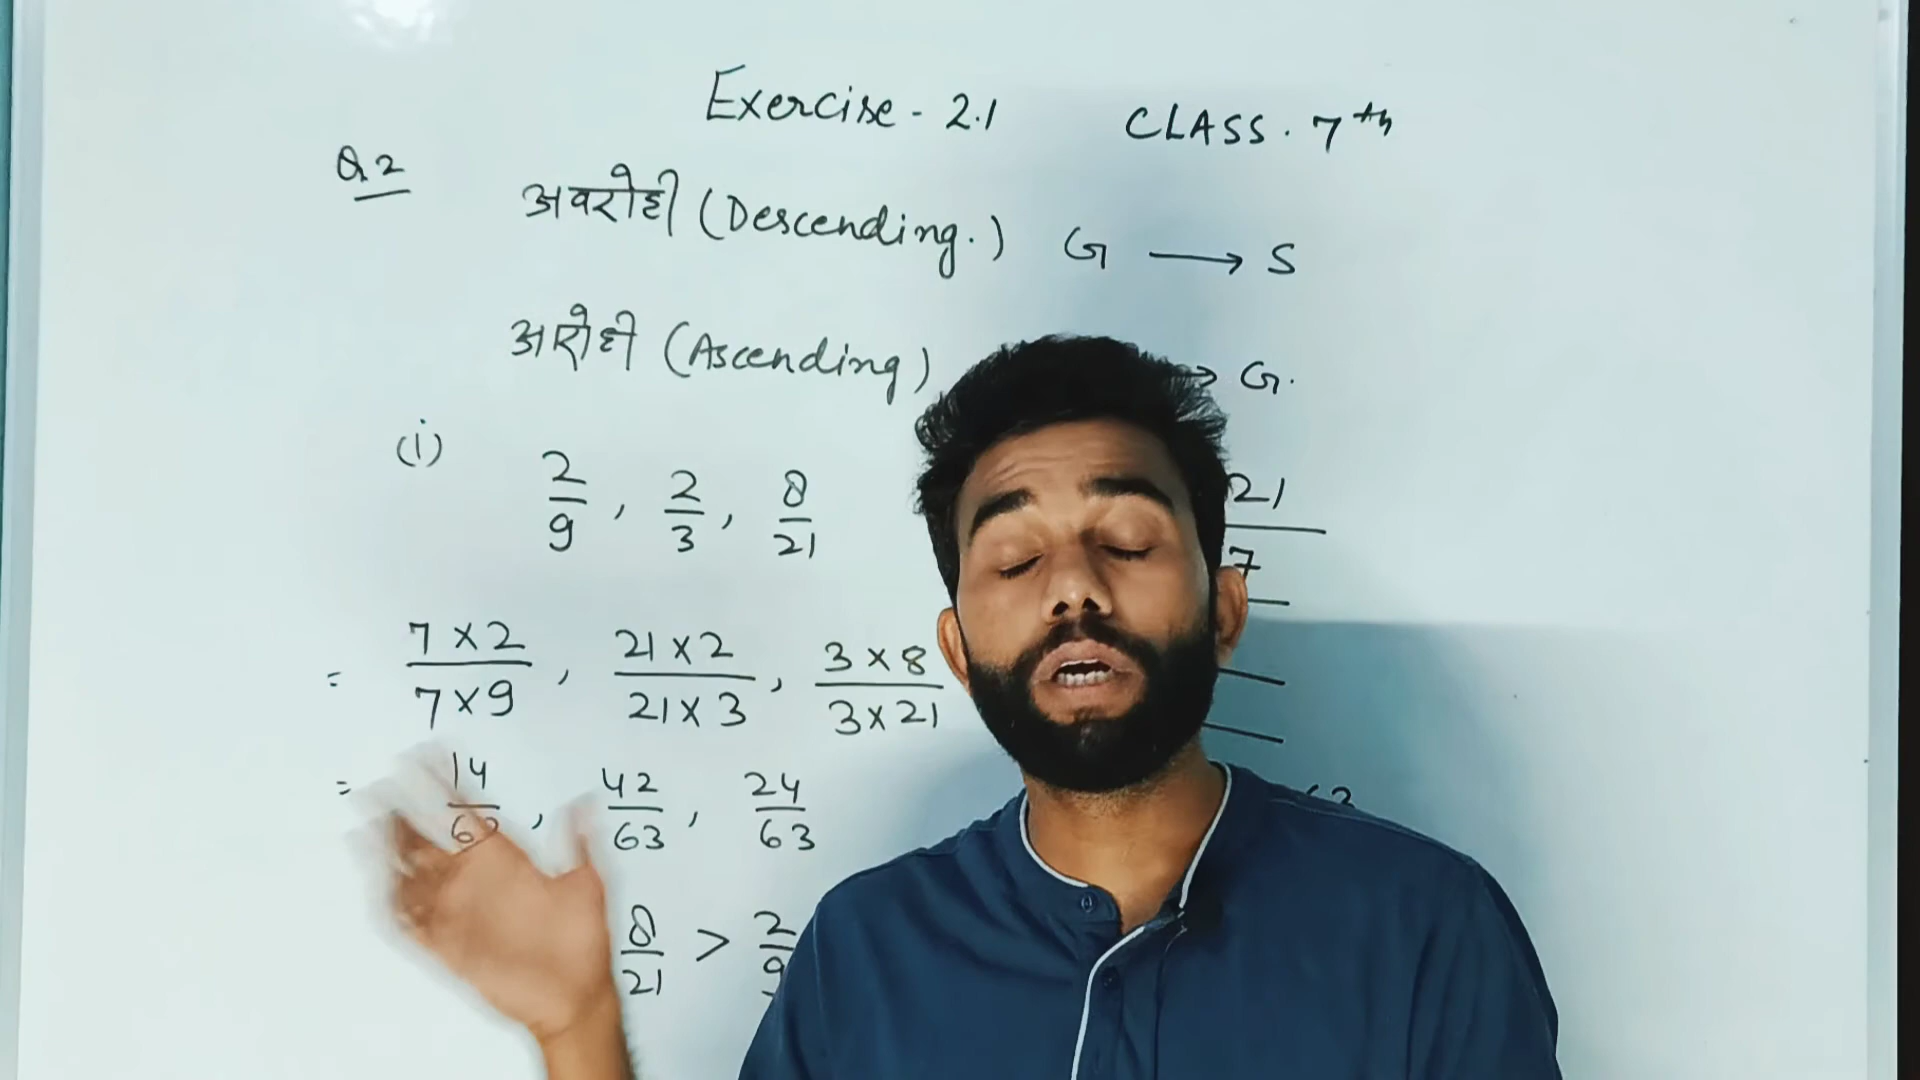 Exercise - 2.1 CLASS. 7th
Q.2
अवरोही (Descending.) G → S
अरोही (Ascending) → G.
(i) 2/9 , 2/3 , 8/21
21
7
= 7 × 2 / 7 × 9 , 21 × 2 / 21 × 3 , 3 × 8 / 3 × 21
= 14/63 , 42/63 , 24/63
8/21 > 2/9